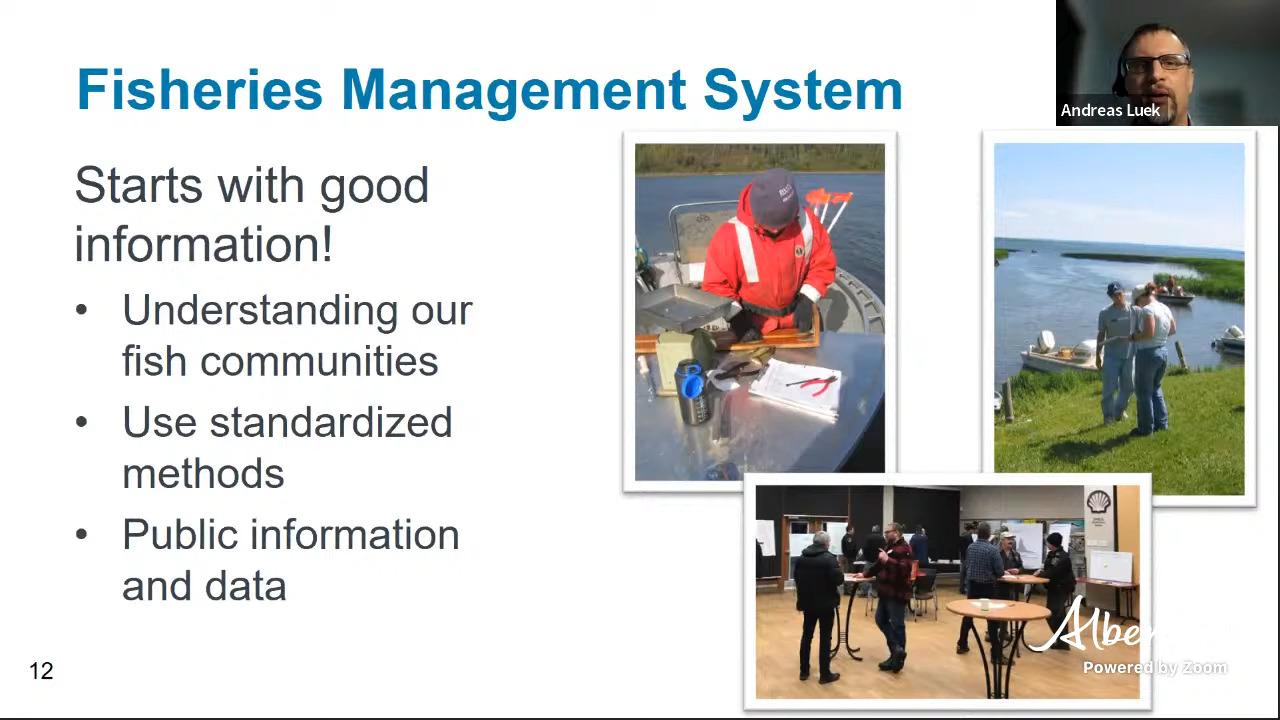 Fisheries Management System
Andreas Luek
Starts with good
information!
• Understanding our
fish communities
• Use standardized
methods
• Public information
and data
Powered by Zoom
12